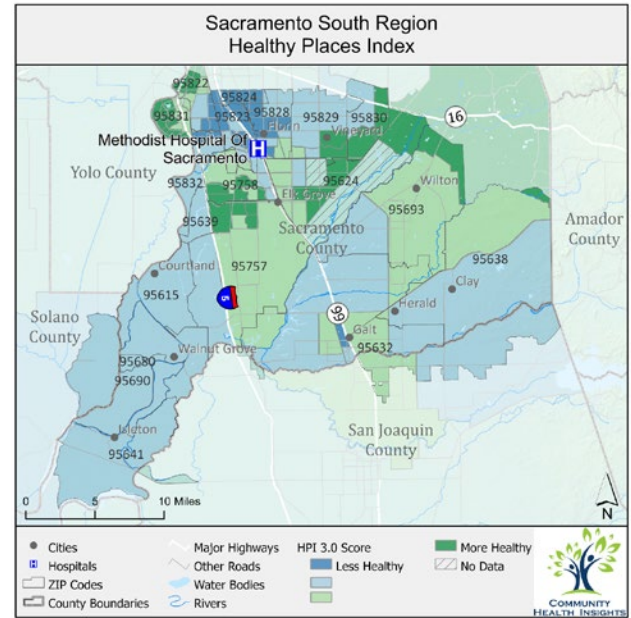 Sacramento South Region
Healthy Places Index
95822
95824
95831
95823
95828
95829
95830
16
Florin
Vineyard
Methodist Hospital Of
Sacramento
H
Yolo County
95832
95758
95624
Wilton
Elk Grove
95693
95639
Sacramento
County
Amador
County
95638
Courtland
95757
Clay
95615
5
Herald
Solano
County
99
Galt
95632
Walnut Grove
95680
95690
San Joaquin
County
Isleton
95641
0 5 10 Miles
N
Cities
H Hospitals
ZIP Codes
County Boundaries
Major Highways
Other Roads
Water Bodies
Rivers
HPI 3.0 Score
Less Healthy
More Healthy
No Data
COMMUNITY
HEALTH INSIGHTS